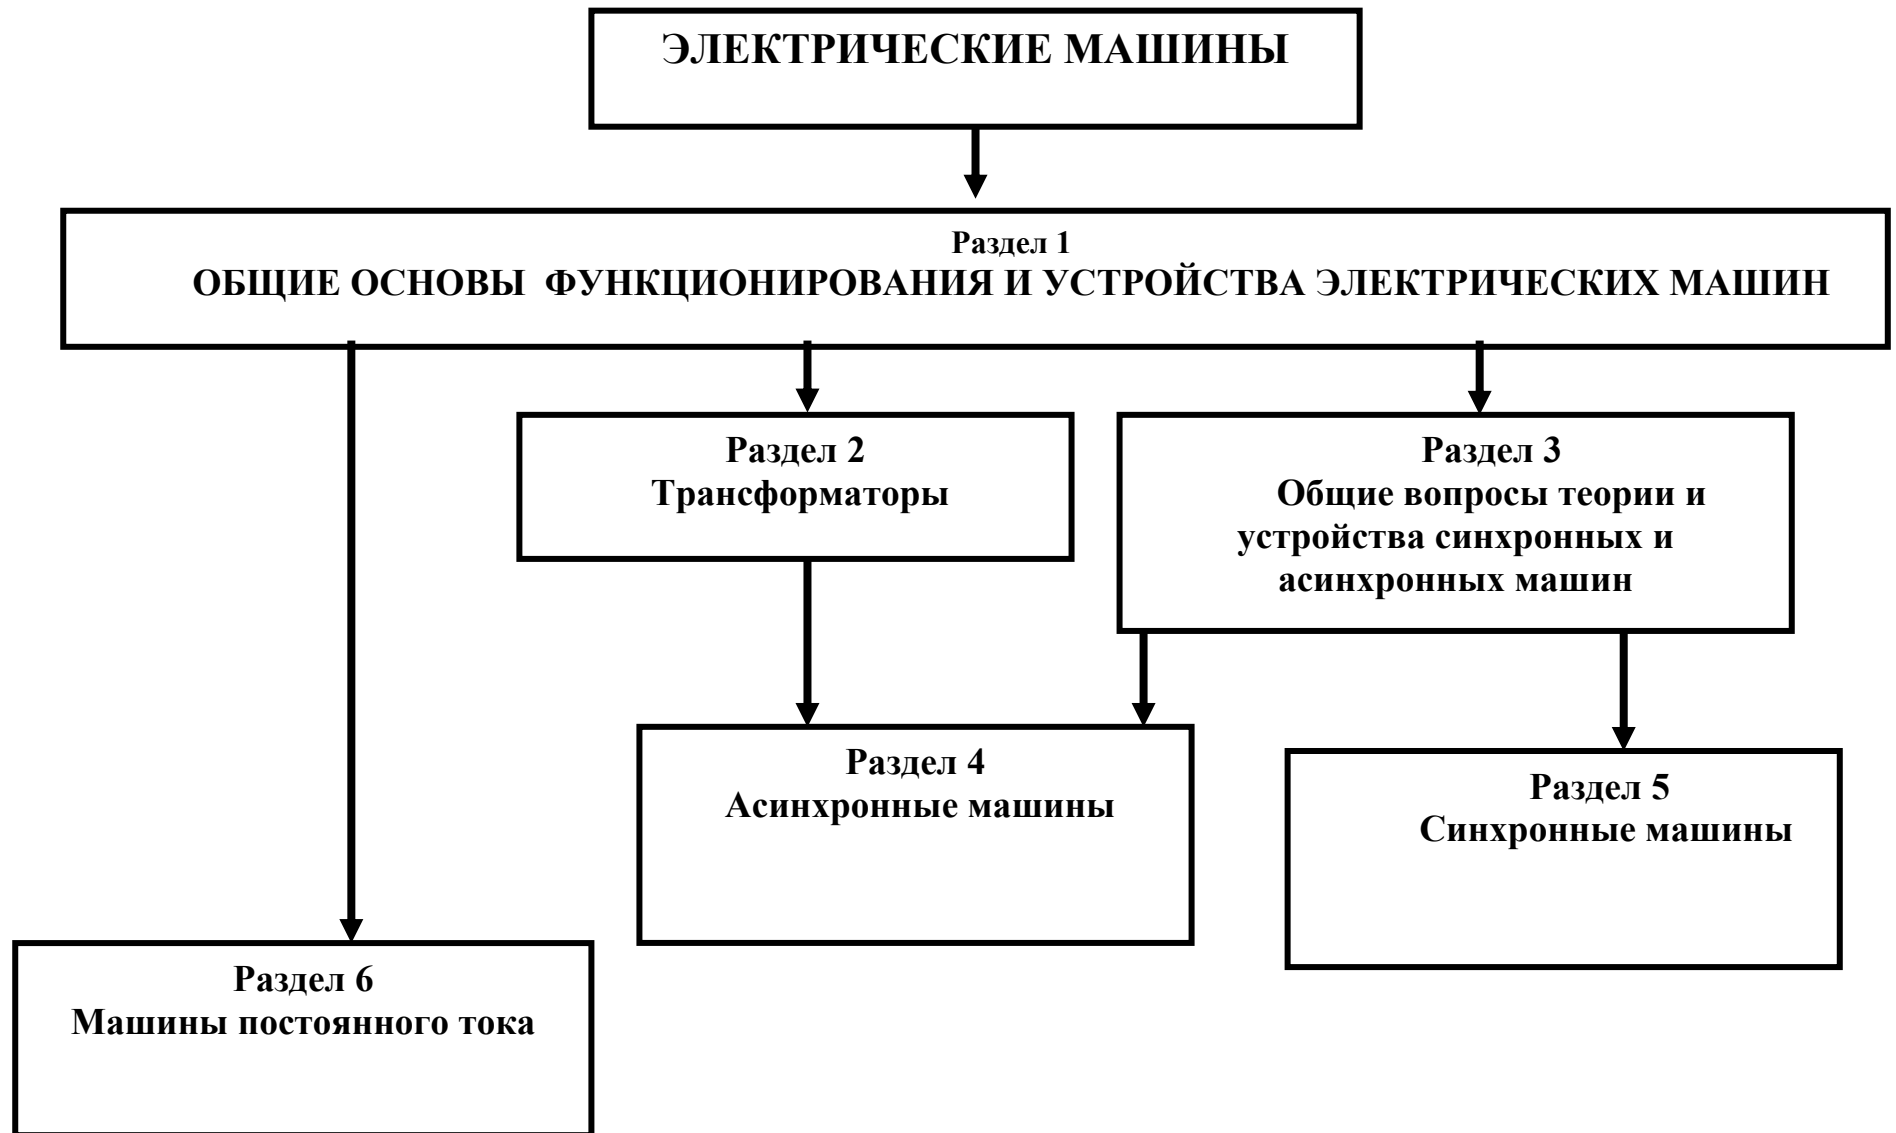 ЭЛЕКТРИЧЕСКИЕ МАШИНЫ
Раздел 1
ОБЩИЕ ОСНОВЫ ФУНКЦИОНИРОВАНИЯ И УСТРОЙСТВА ЭЛЕКТРИЧЕСКИХ МАШИН
Раздел 2
Трансформаторы
Раздел 3
Общие вопросы теории и
устройства синхронных и
асинхронных машин
Раздел 4
Асинхронные машины
Раздел 5
Синхронные машины
Раздел 6
Машины постоянного тока